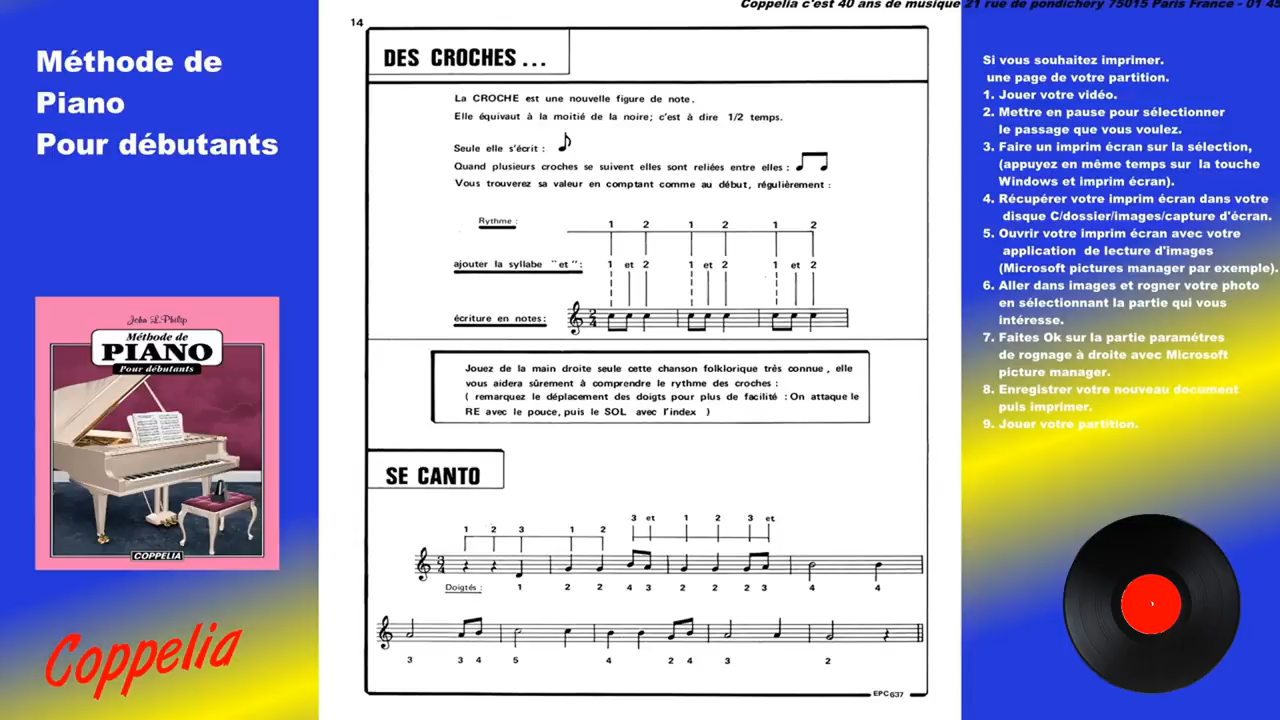 Coppelia c'est 40 ans de musique 21 rue de pondichery 75015 Paris France - 01 45
Méthode de
Piano
Pour débutants
John L.Philip
Méthode de
PIANO
Pour débutants
COPPELIA
Coppelia
14
DES CROCHES...
La CROCHE est une nouvelle figure de note.
Elle équivaut à la moitié de la noire; c'est à dire 1/2 temps.
Seule elle s'écrit :
Quand plusieurs croches se suivent elles sont reliées entre elles :
Vous trouverez sa valeur en comptant comme au début, régulièrement :
Rythme : 1 2 1 2 1 2
ajouter la syllabe "et": 1 et 2 1 et 2 1 et 2
écriture en notes: 2 4
Jouez de la main droite seule cette chanson folklorique très connue, elle
vous aidera sûrement à comprendre le rythme des croches :
( remarquez le déplacement des doigts pour plus de facilité : On attaque le
RE avec le pouce, puis le SOL avec l'index )
SE CANTO
1 2 3 1 2 3 et 1 2 3 et
3 4
Doigtés : 1 2 2 4 3 2 2 2 3 4 4
3 3 4 5 4 2 4 3 2
EPC 637
Si vous souhaitez imprimer.
une page de votre partition.
1. Jouer votre vidéo.
2. Mettre en pause pour sélectionner
le passage que vous voulez.
3. Faire un imprim écran sur la sélection,
(appuyez en même temps sur la touche
Windows et imprim écran).
4. Récupérer votre imprim écran dans votre
disque C/dossier/images/capture d'écran.
5. Ouvrir votre imprim écran avec votre
application de lecture d'images
(Microsoft pictures manager par exemple).
6. Aller dans images et rogner votre photo
en sélectionnant la partie qui vous
intéresse.
7. Faites Ok sur la partie paramétres
de rognage à droite avec Microsoft
picture manager.
8. Enregistrer votre nouveau document
puis imprimer.
9. Jouer votre partition.